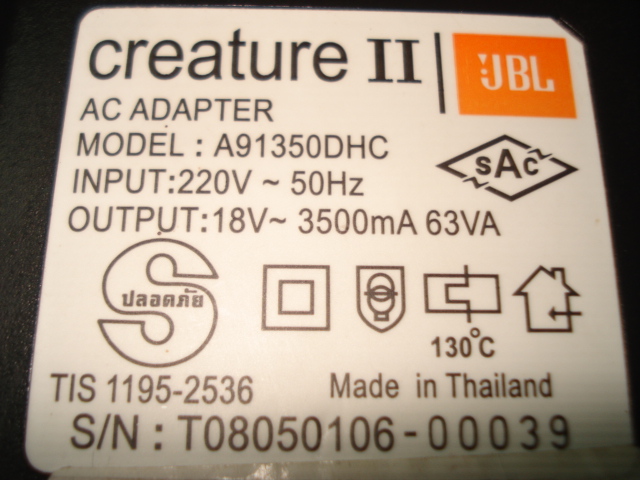 creature II
JBL
AC ADAPTER
MODEL : A91350DHC
INPUT:220V ~ 50Hz
OUTPUT:18V~ 3500mA 63VA
SAC
ปลอดภัย
130°C
TIS 1195-2536
Made in Thailand
S/N : T08050106-00039